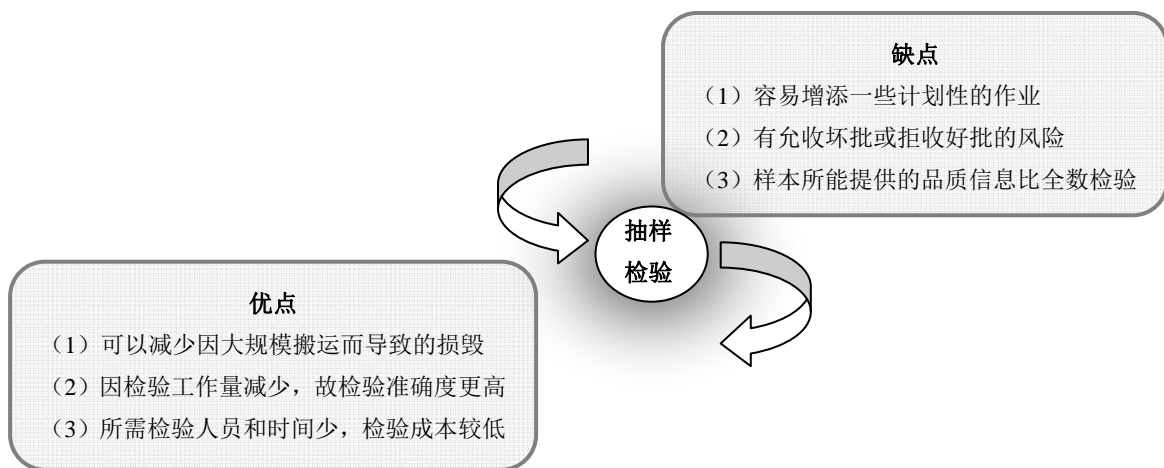 缺点
（1）容易增添一些计划性的作业
（2）有允收坏批或拒收好批的风险
（3）样本所能提供的品质信息比全数检验
抽样
检验
优点
（1）可以减少因大规模搬运而导致的损毁
（2）因检验工作量减少，故检验准确度更高
（3）所需检验人员和时间少，检验成本较低